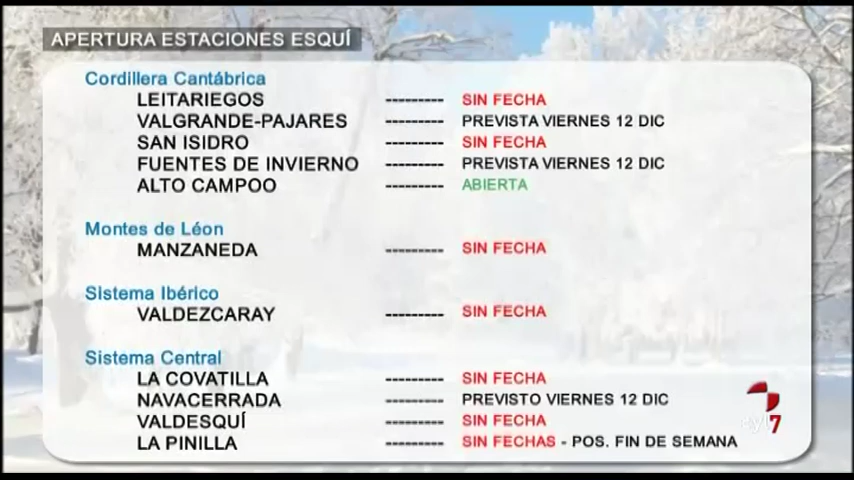 APERTURA ESTACIONES ESQUÍ
Cordillera Cantábrica
LEITARIEGOS --------- SIN FECHA
VALGRANDE-PAJARES --------- PREVISTA VIERNES 12 DIC
SAN ISIDRO --------- SIN FECHA
FUENTES DE INVIERNO --------- PREVISTA VIERNES 12 DIC
ALTO CAMPOO --------- ABIERTA
Montes de Léon
MANZANEDA --------- SIN FECHA
Sistema Ibérico
VALDEZCARAY --------- SIN FECHA
Sistema Central
LA COVATILLA --------- SIN FECHA
NAVACERRADA --------- PREVISTO VIERNES 12 DIC
VALDESQUÍ --------- SIN FECHA
LA PINILLA --------- SIN FECHAS - POS. FIN DE SEMANA
cyl7